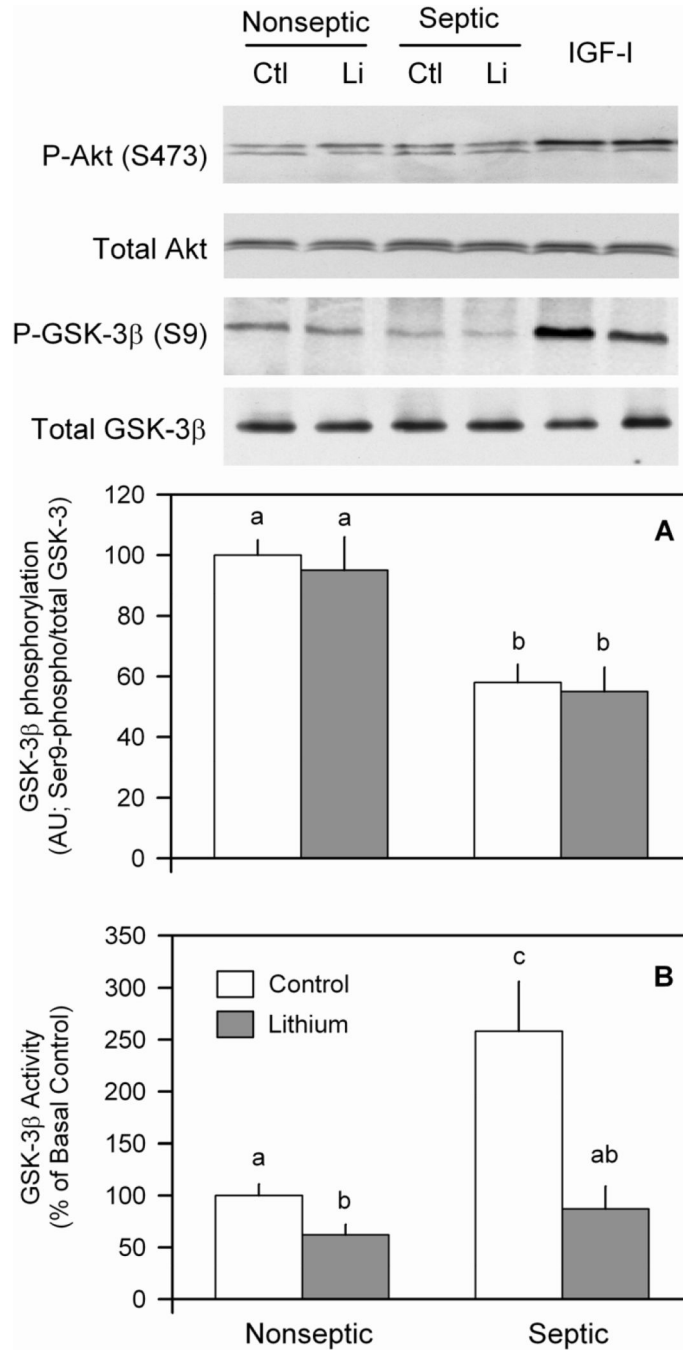 Nonseptic Septic IGF-I
Ctl Li Ctl Li
P-Akt (S473)
Total Akt
P-GSK-3β (S9)
Total GSK-3β
A
GSK-3β phosphorylation
(AU; Ser9-phospho/total GSK-3)
120
100
80
60
40
20
0
a a b b
B
GSK-3β Activity
(% of Basal Control)
350
300
250
200
150
100
50
0
Control
Lithium
a b c ab
Nonseptic Septic